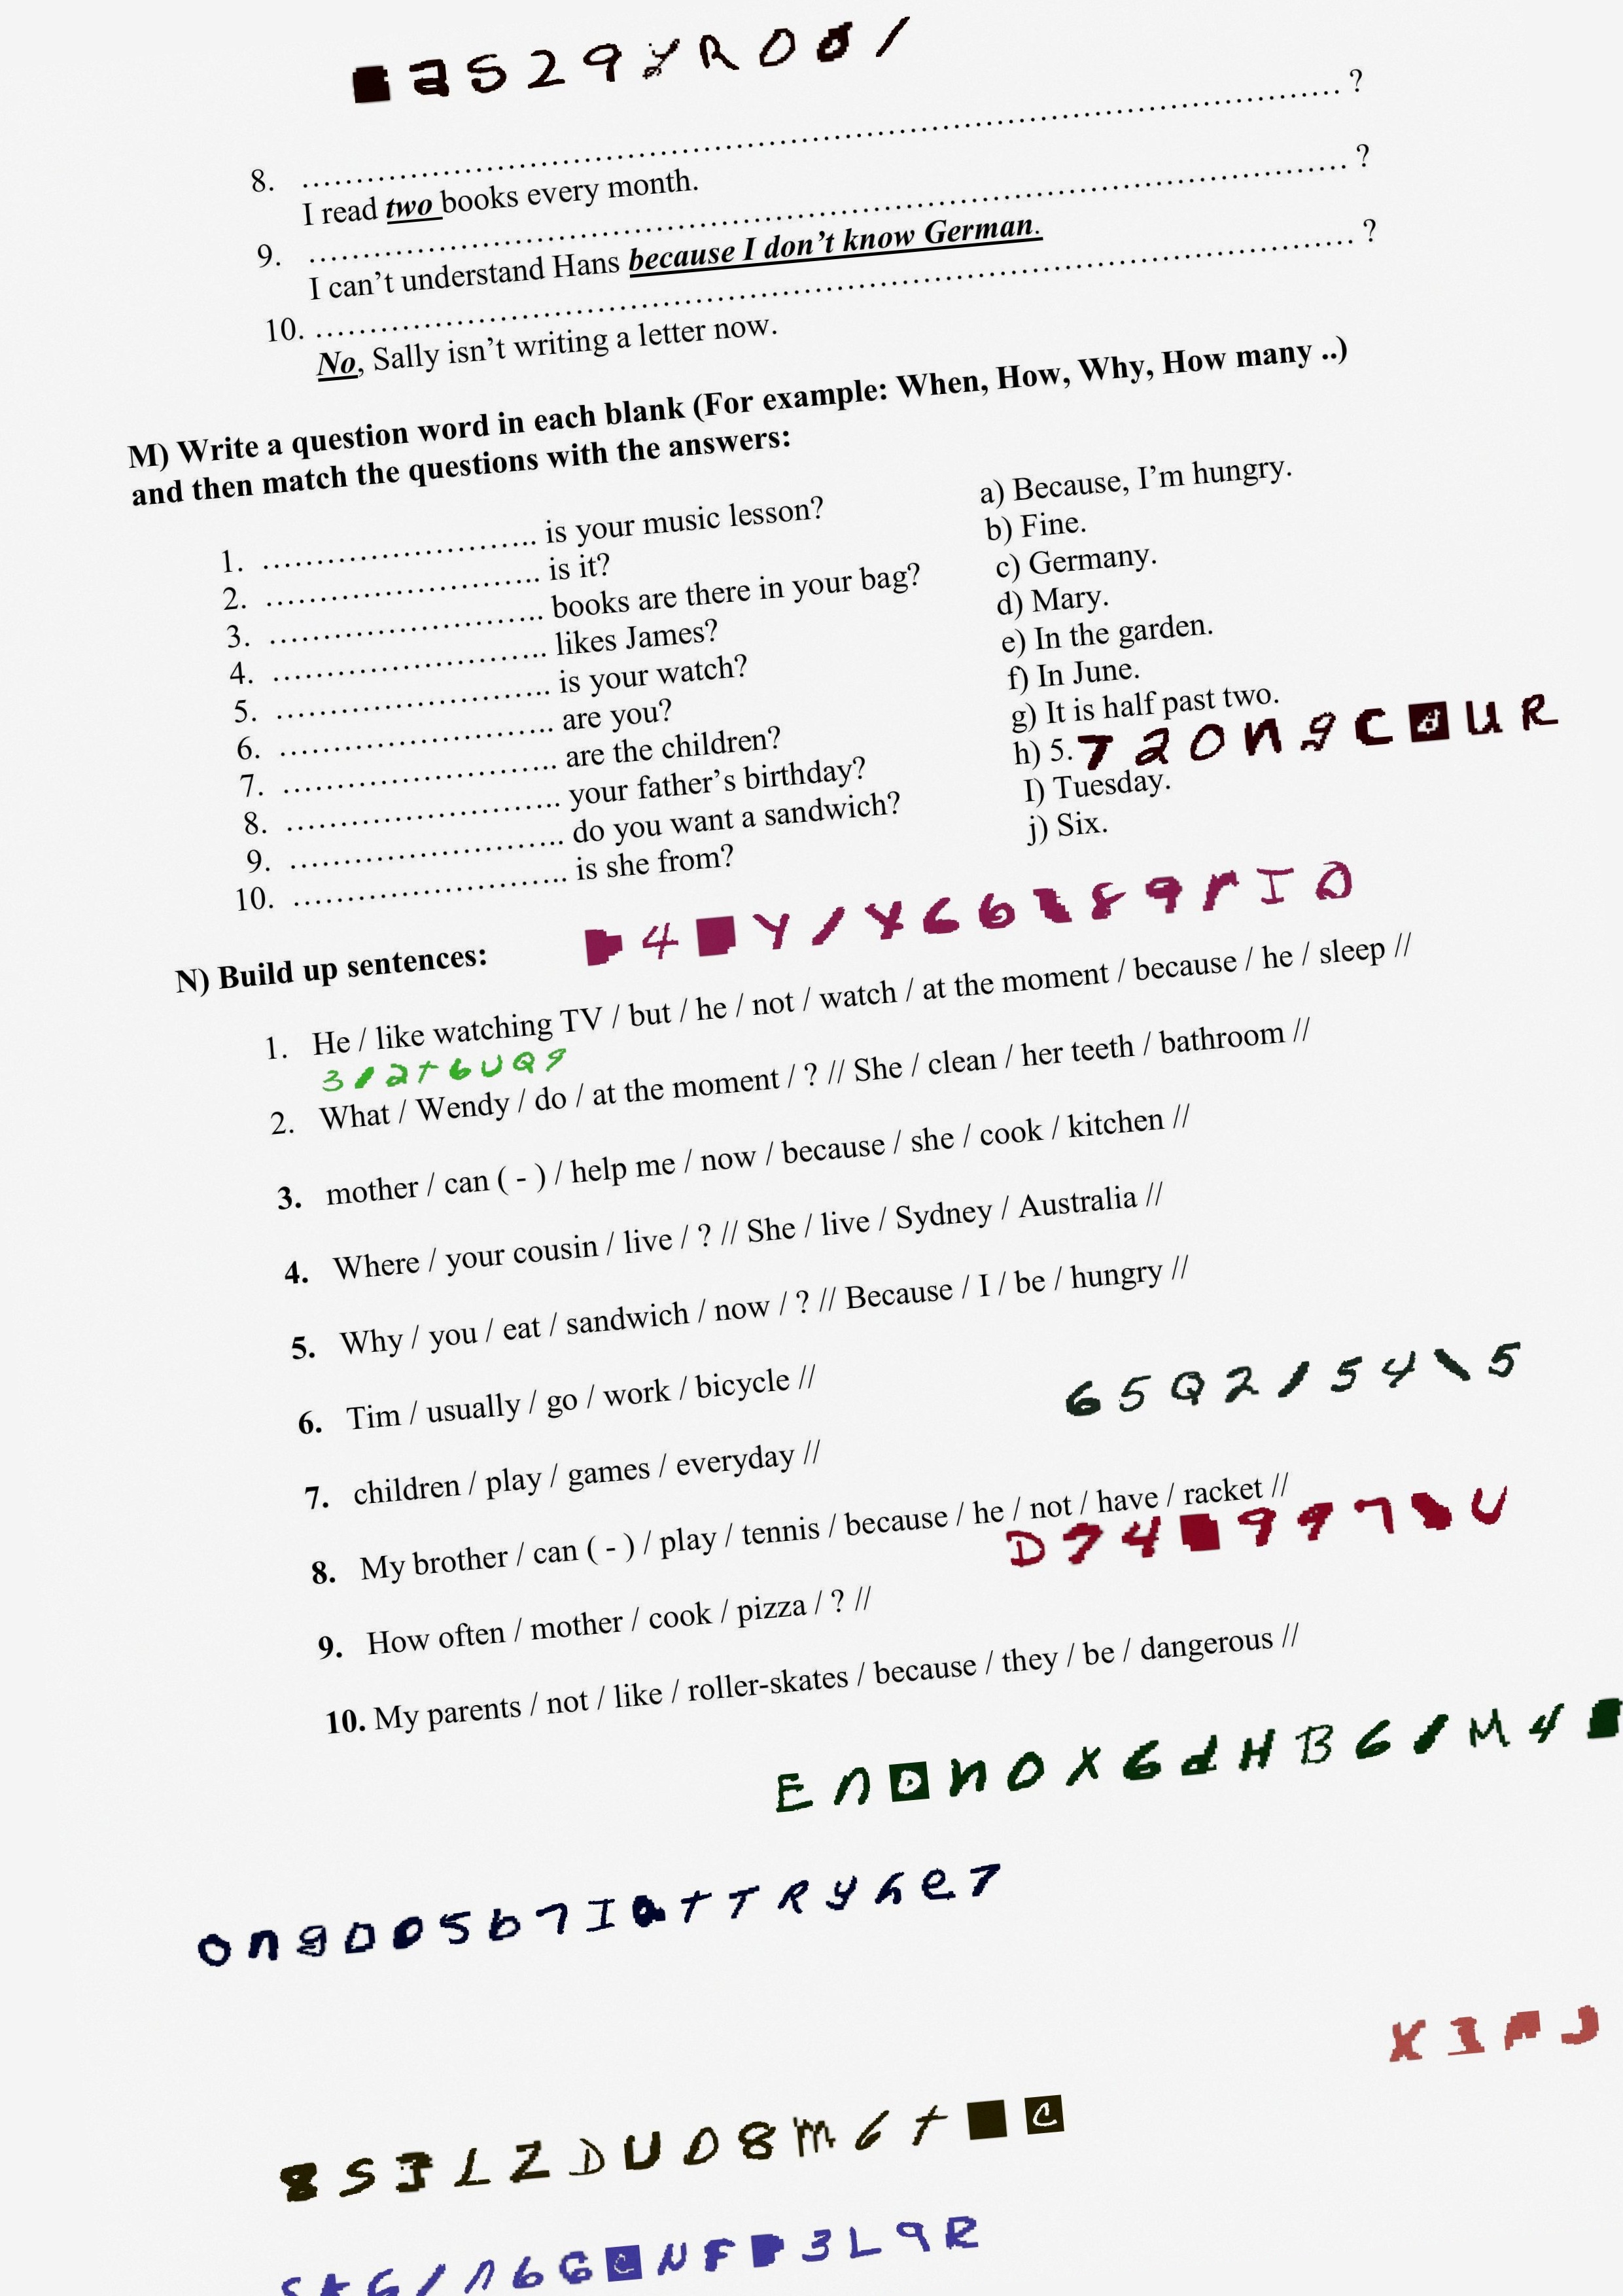 8. ………………………………………………………………………………………… ?
I read two books every month.
9. ………………………………………………………………………………………… ?
I can't understand Hans because I don't know German.
10. ………………………………………………………………………………………… ?
No, Sally isn't writing a letter now.
M) Write a question word in each blank (For example: When, How, Why, How many ..)
and then match the questions with the answers:
1. …………………….. is your music lesson?
2. …………………….. is it?
3. …………………….. books are there in your bag?
4. …………………….. likes James?
5. …………………….. is your watch?
6. …………………….. are you?
7. …………………….. are the children?
8. …………………….. your father's birthday?
9. …………………….. do you want a sandwich?
10. …………………….. is she from?
a) Because, I'm hungry.
b) Fine.
c) Germany.
d) Mary.
e) In the garden.
f) In June.
g) It is half past two.
h) 5.
I) Tuesday.
j) Six.
N) Build up sentences:
1. He / like watching TV / but / he / not / watch / at the moment / because / he / sleep //
2. What / Wendy / do / at the moment / ? // She / clean / her teeth / bathroom //
3. mother / can ( - ) / help me / now / because / she / cook / kitchen //
4. Where / your cousin / live / ? // She / live / Sydney / Australia //
5. Why / you / eat / sandwich / now / ? // Because / I / be / hungry //
6. Tim / usually / go / work / bicycle //
7. children / play / games / everyday //
8. My brother / can ( - ) / play / tennis / because / he / not / have / racket //
9. How often / mother / cook / pizza / ? //
10. My parents / not / like / roller-skates / because / they / be / dangerous //